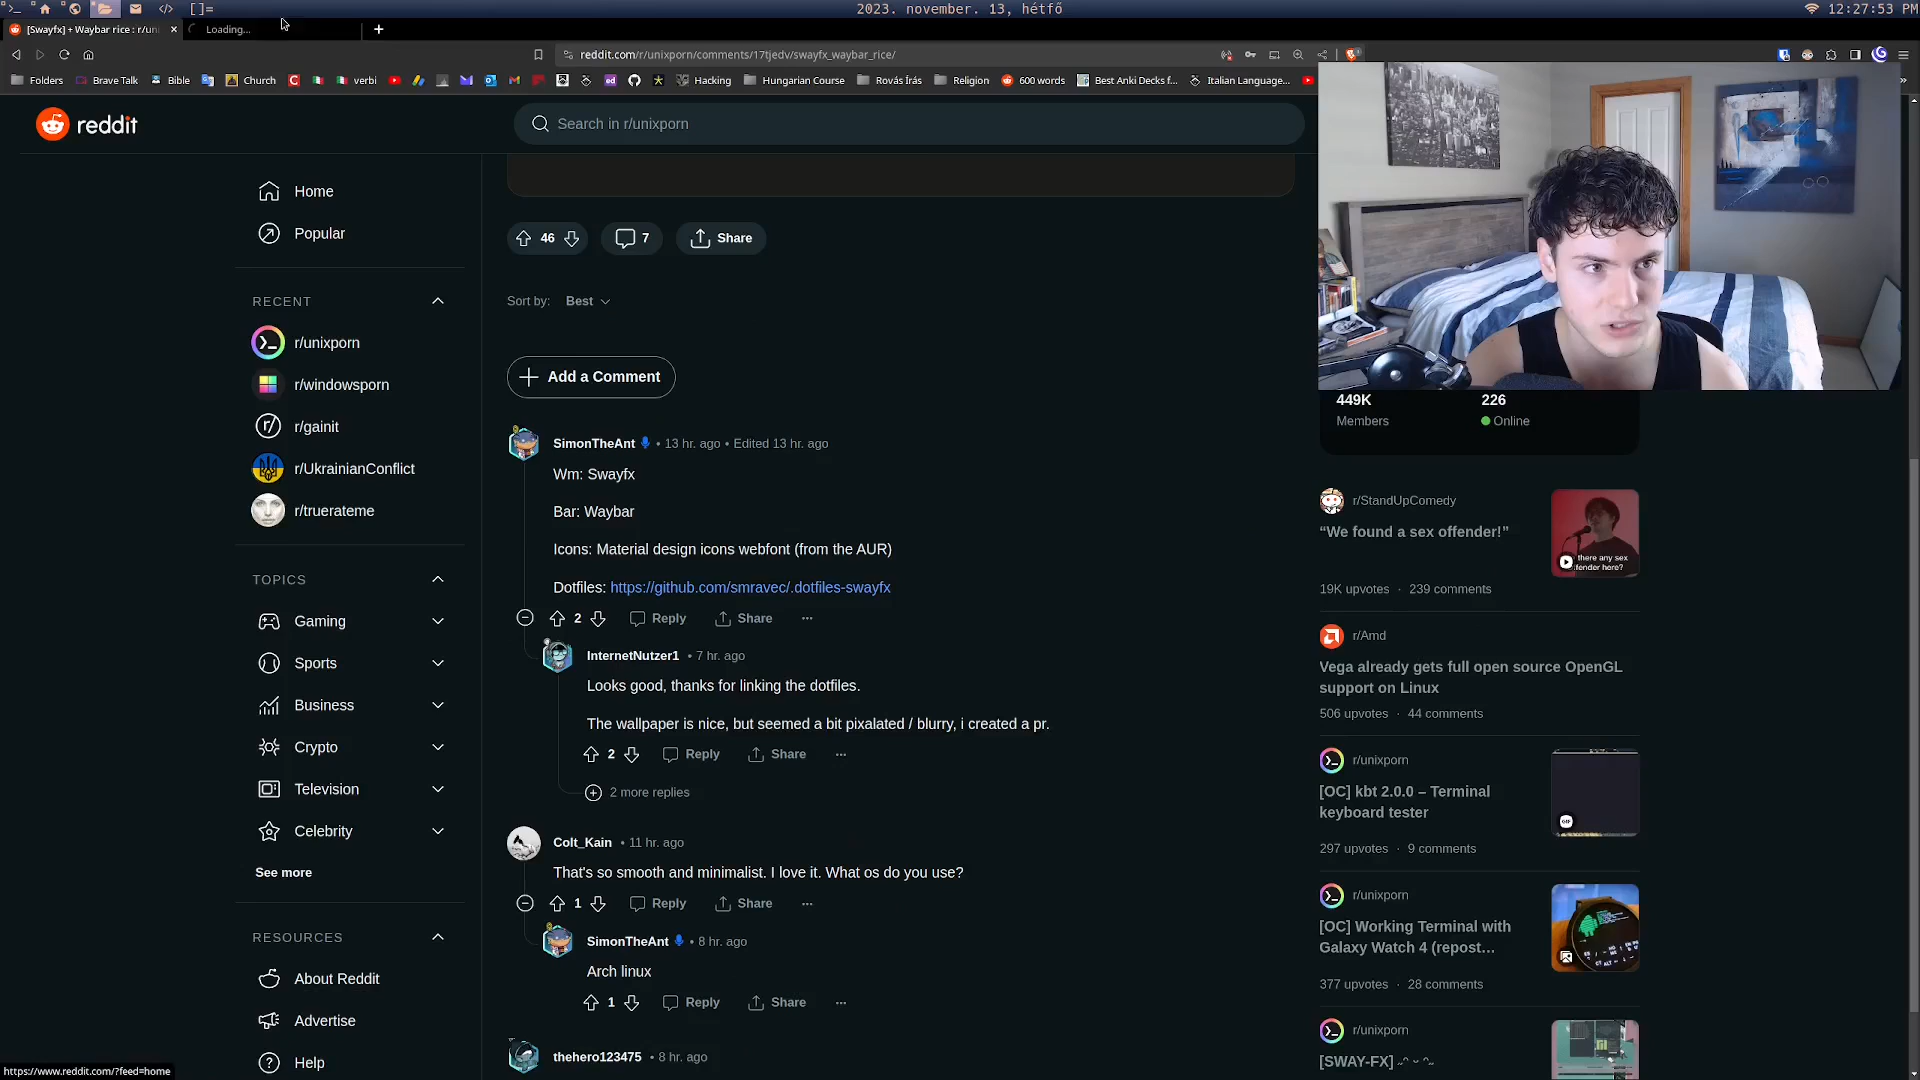 []=
2023. november. 13, hétfő
12:27:53 PM
[Swayfx] + Waybar rice : r/uni
Loading...
reddit.com/r/unixporn/comments/17tjedv/swayfx_waybar_rice/
Folders
Brave Talk
Bible
Church
verbi
Hacking
Hungarian Course
Rovás Írás
Religion
600 words
Best Anki Decks f...
Italian Language...
reddit
Search in r/unixporn
Home
Popular
RECENT
r/unixporn
r/windowsporn
r/gainit
r/UkrainianConflict
r/truerateme
TOPICS
Gaming
Sports
Business
Crypto
Television
Celebrity
See more
RESOURCES
About Reddit
Advertise
Help
https://www.reddit.com/?feed=home
46
7
Share
Sort by: Best
Add a Comment
SimonTheAnt • 13 hr. ago • Edited 13 hr. ago
Wm: Swayfx
Bar: Waybar
Icons: Material design icons webfont (from the AUR)
Dotfiles: https://github.com/smravec/.dotfiles-swayfx
2 Reply Share ...
InternetNutzer1 • 7 hr. ago
Looks good, thanks for linking the dotfiles.
The wallpaper is nice, but seemed a bit pixalated / blurry, i created a pr.
2 Reply Share ...
2 more replies
Colt_Kain • 11 hr. ago
That's so smooth and minimalist. I love it. What os do you use?
1 Reply Share ...
SimonTheAnt • 8 hr. ago
Arch linux
1 Reply Share ...
thehero123475 • 8 hr. ago
449K
Members
226
Online
r/StandUpComedy
“We found a sex offender!”
19K upvotes · 239 comments
there any sex
fender here?
r/Amd
Vega already gets full open source OpenGL
support on Linux
506 upvotes · 44 comments
r/unixporn
[OC] kbt 2.0.0 – Terminal
keyboard tester
297 upvotes · 9 comments
r/unixporn
[OC] Working Terminal with
Galaxy Watch 4 (repost...
377 upvotes · 28 comments
r/unixporn
[SWAY-FX]